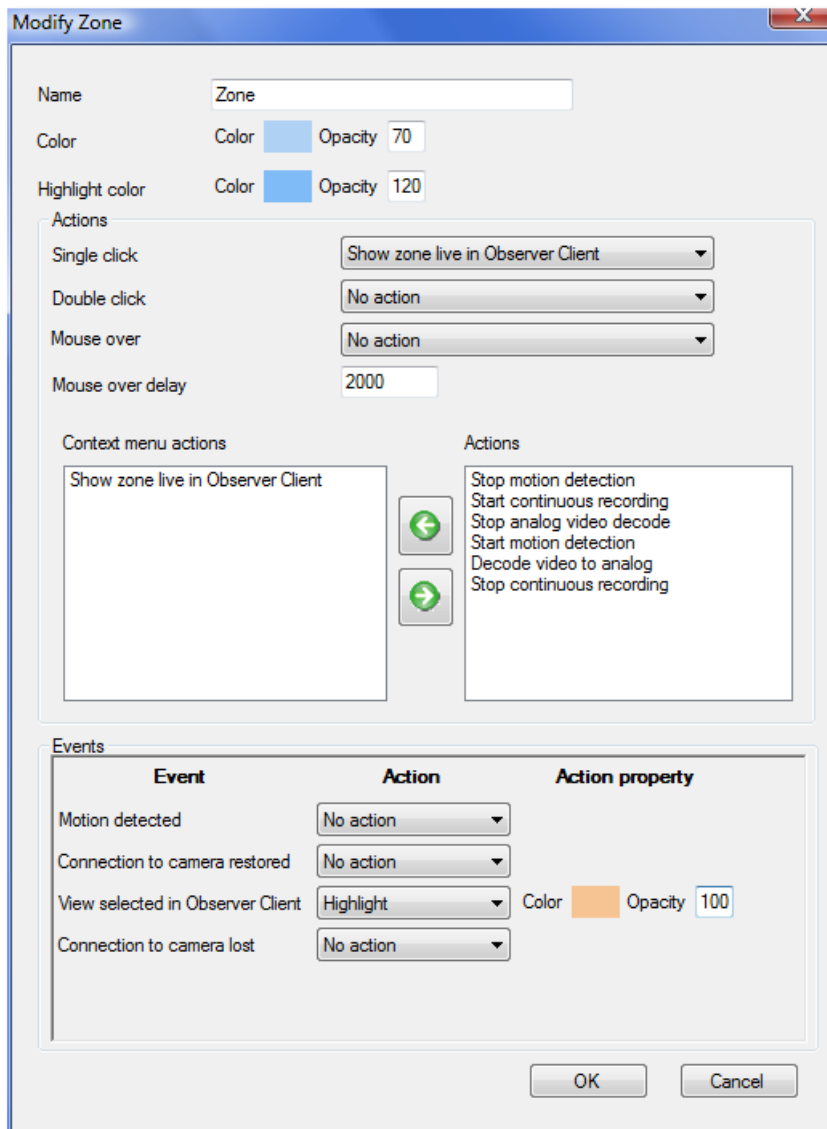 Modify Zone
Name Zone
Color Color Opacity 70
Highlight color Color Opacity 120
Actions
Single click Show zone live in Observer Client
Double click No action
Mouse over No action
Mouse over delay 2000
Context menu actions
Show zone live in Observer Client
Actions
Stop motion detection
Start continuous recording
Stop analog video decode
Start motion detection
Decode video to analog
Stop continuous recording
Events
Event Action Action property
Motion detected No action
Connection to camera restored No action
View selected in Observer Client Highlight Color Opacity 100
Connection to camera lost No action
OK Cancel